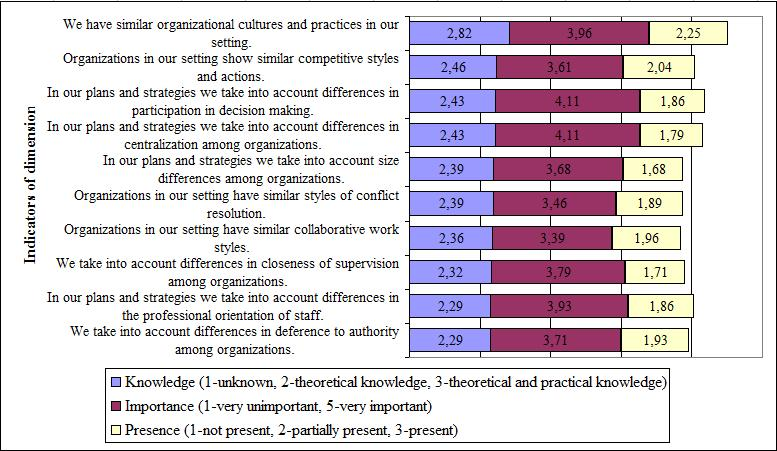 We have similar organizational cultures and practices in our
setting.
2,82 3,96 2,25
Organizations in our setting show similar competitive styles
and actions.
2,46 3,61 2,04
In our plans and strategies we take into account differences in
participation in decision making.
2,43 4,11 1,86
In our plans and strategies we take into account differences in
centralization among organizations.
2,43 4,11 1,79
In our plans and strategies we take into account size
differences among organizations.
2,39 3,68 1,68
Organizations in our setting have similar styles of conflict
resolution.
2,39 3,46 1,89
Organizations in our setting have similar collaborative work
styles.
2,36 3,39 1,96
We take into account differences in closeness of supervision
among organizations.
2,32 3,79 1,71
In our plans and strategies we take into account differences in
the professional orientation of staff.
2,29 3,93 1,86
We take into account differences in deference to authority
among organizations.
2,29 3,71 1,93
Indicators of dimension
Knowledge (1-unknown, 2-theoretical knowledge, 3-theoretical and practical knowledge)
Importance (1-very unimportant, 5-very important)
Presence (1-not present, 2-partially present, 3-present)